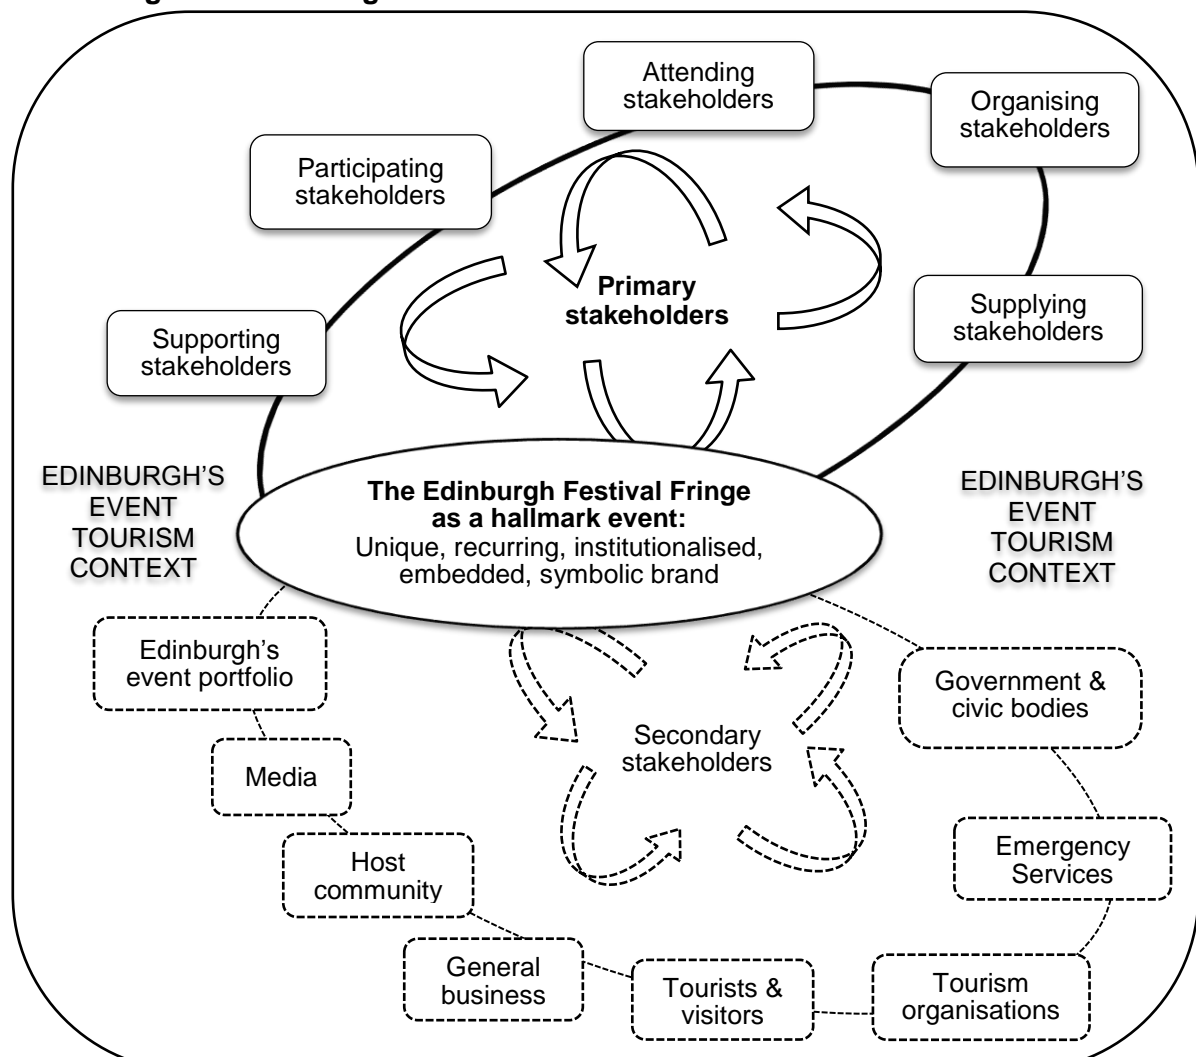 Attending
stakeholders
Organising
stakeholders
Participating
stakeholders
Primary
stakeholders
Supplying
stakeholders
Supporting
stakeholders
EDINBURGH’S
EVENT
TOURISM
CONTEXT
The Edinburgh Festival Fringe
as a hallmark event:
Unique, recurring, institutionalised,
embedded, symbolic brand
EDINBURGH’S
EVENT
TOURISM
CONTEXT
Edinburgh’s
event portfolio
Government &
civic bodies
Secondary
stakeholders
Media
Host
community
Emergency
Services
General
business
Tourists &
visitors
Tourism
organisations